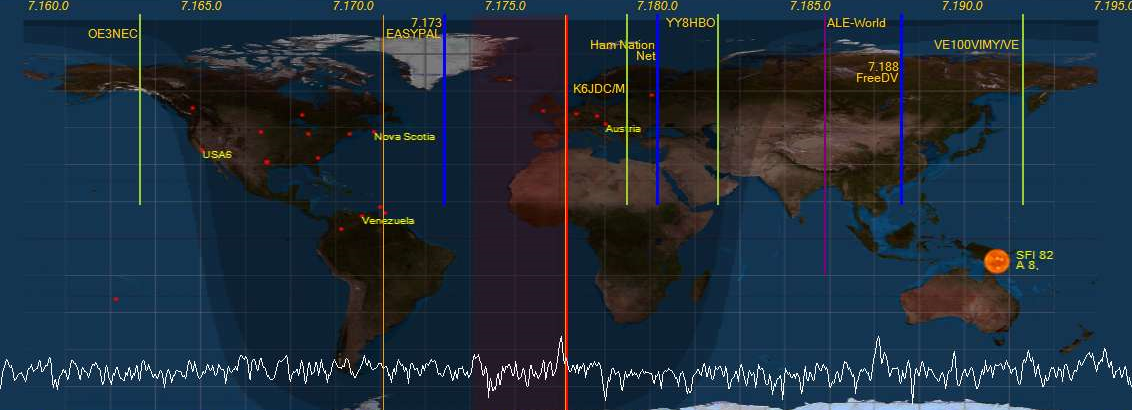 7.160.0
7.165.0
7.170.0
7.175.0
7.180.0
7.185.0
7.190.0
7.195.0
OE3NEC
7.173
EASYPAL
YY8HBO
ALE-World
Ham Nation
Net
VE100VIMY/VE
7.188
FreeDV
K6JDC/M
Nova Scotia
Austria
USA6
Venezuela
SFI 82
A 8,